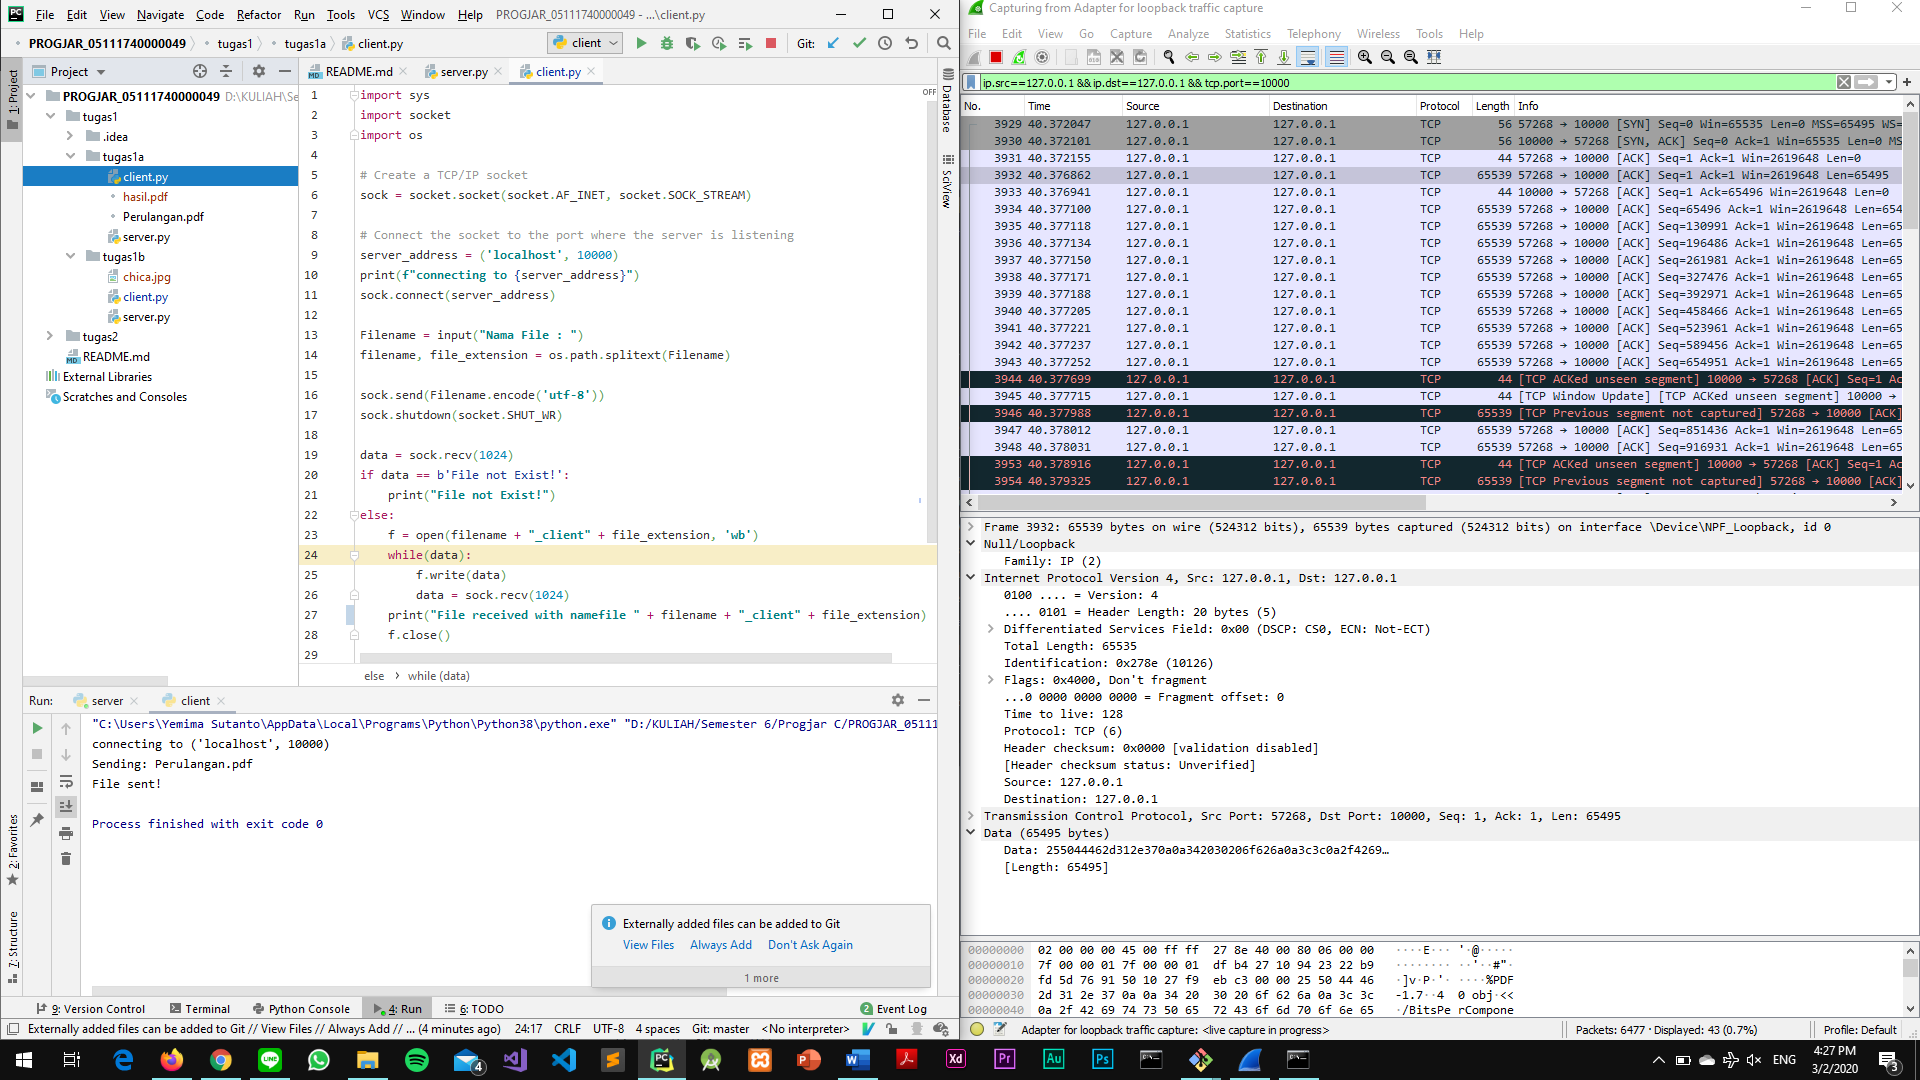 File Edit View Navigate Code Refactor Run Tools VCS Window Help PROGJAR_05111740000049 - ...\client.py
PROGJAR_05111740000049 tugas1 tugas1a client.py client Git:
1: Project
Project
PROGJAR_05111740000049 D:\KULIAH\Se
tugas1
.idea
tugas1a
client.py
hasil.pdf
Perulangan.pdf
server.py
tugas1b
chica.jpg
client.py
server.py
tugas2
README.md
External Libraries
Scratches and Consoles
README.md server.py client.py
OFF
Database
SciView
1 import sys
2 import socket
3 import os
4
5 # Create a TCP/IP socket
6 sock = socket.socket(socket.AF_INET, socket.SOCK_STREAM)
7
8 # Connect the socket to the port where the server is listening
9 server_address = ('localhost', 10000)
10 print(f"connecting to {server_address}")
11 sock.connect(server_address)
12
13 Filename = input("Nama File : ")
14 filename, file_extension = os.path.splitext(Filename)
15
16 sock.send(Filename.encode('utf-8'))
17 sock.shutdown(socket.SHUT_WR)
18
19 data = sock.recv(1024)
20 if data == b'File not Exist!':
21 print("File not Exist!")
22 else:
23 f = open(filename + "_client" + file_extension, 'wb')
24 while(data):
25 f.write(data)
26 data = sock.recv(1024)
27 print("File received with namefile " + filename + "_client" + file_extension)
28 f.close()
29
else while (data)
Run: server client
"C:\Users\Yemima Sutanto\AppData\Local\Programs\Python\Python38\python.exe" "D:/KULIAH/Semester 6/Progjar C/PROGJAR_05111
connecting to ('localhost', 10000)
Sending: Perulangan.pdf
File sent!
Process finished with exit code 0
2: Favorites
7: Structure
Externally added files can be added to Git
View Files Always Add Don't Ask Again
1 more
9: Version Control Terminal Python Console 4: Run 6: TODO 2 Event Log
Externally added files can be added to Git // View Files // Always Add // ... (4 minutes ago) 24:17 CRLF UTF-8 4 spaces Git: master <No interpreter>
Capturing from Adapter for loopback traffic capture
File Edit View Go Capture Analyze Statistics Telephony Wireless Tools Help
ip.src==127.0.0.1 && ip.dst==127.0.0.1 && tcp.port==10000
No. Time Source Destination Protocol Length Info
3929 40.372047 127.0.0.1 127.0.0.1 TCP 56 57268 → 10000 [SYN] Seq=0 Win=65535 Len=0 MSS=65495 WS=
3930 40.372101 127.0.0.1 127.0.0.1 TCP 56 10000 → 57268 [SYN, ACK] Seq=0 Ack=1 Win=65535 Len=0 MS
3931 40.372155 127.0.0.1 127.0.0.1 TCP 44 57268 → 10000 [ACK] Seq=1 Ack=1 Win=2619648 Len=0
3932 40.376862 127.0.0.1 127.0.0.1 TCP 65539 57268 → 10000 [ACK] Seq=1 Ack=1 Win=2619648 Len=65495
3933 40.376941 127.0.0.1 127.0.0.1 TCP 44 10000 → 57268 [ACK] Seq=1 Ack=65496 Win=2619648 Len=0
3934 40.377100 127.0.0.1 127.0.0.1 TCP 65539 57268 → 10000 [ACK] Seq=65496 Ack=1 Win=2619648 Len=654
3935 40.377118 127.0.0.1 127.0.0.1 TCP 65539 57268 → 10000 [ACK] Seq=130991 Ack=1 Win=2619648 Len=65
3936 40.377134 127.0.0.1 127.0.0.1 TCP 65539 57268 → 10000 [ACK] Seq=196486 Ack=1 Win=2619648 Len=65
3937 40.377150 127.0.0.1 127.0.0.1 TCP 65539 57268 → 10000 [ACK] Seq=261981 Ack=1 Win=2619648 Len=65
3938 40.377171 127.0.0.1 127.0.0.1 TCP 65539 57268 → 10000 [ACK] Seq=327476 Ack=1 Win=2619648 Len=65
3939 40.377188 127.0.0.1 127.0.0.1 TCP 65539 57268 → 10000 [ACK] Seq=392971 Ack=1 Win=2619648 Len=65
3940 40.377205 127.0.0.1 127.0.0.1 TCP 65539 57268 → 10000 [ACK] Seq=458466 Ack=1 Win=2619648 Len=65
3941 40.377221 127.0.0.1 127.0.0.1 TCP 65539 57268 → 10000 [ACK] Seq=523961 Ack=1 Win=2619648 Len=65
3942 40.377237 127.0.0.1 127.0.0.1 TCP 65539 57268 → 10000 [ACK] Seq=589456 Ack=1 Win=2619648 Len=65
3943 40.377252 127.0.0.1 127.0.0.1 TCP 65539 57268 → 10000 [ACK] Seq=654951 Ack=1 Win=2619648 Len=65
3944 40.377699 127.0.0.1 127.0.0.1 TCP 44 [TCP ACKed unseen segment] 10000 → 57268 [ACK] Seq=1 Ac
3945 40.377715 127.0.0.1 127.0.0.1 TCP 44 [TCP Window Update] [TCP ACKed unseen segment] 10000 →
3946 40.377988 127.0.0.1 127.0.0.1 TCP 65539 [TCP Previous segment not captured] 57268 → 10000 [ACK]
3947 40.378012 127.0.0.1 127.0.0.1 TCP 65539 57268 → 10000 [ACK] Seq=851436 Ack=1 Win=2619648 Len=65
3948 40.378031 127.0.0.1 127.0.0.1 TCP 65539 57268 → 10000 [ACK] Seq=916931 Ack=1 Win=2619648 Len=65
3953 40.378916 127.0.0.1 127.0.0.1 TCP 44 [TCP ACKed unseen segment] 10000 → 57268 [ACK] Seq=1 Ac
3954 40.379325 127.0.0.1 127.0.0.1 TCP 65539 [TCP Previous segment not captured] 57268 → 10000 [ACK]
Frame 3932: 65539 bytes on wire (524312 bits), 65539 bytes captured (524312 bits) on interface \Device\NPF_Loopback, id 0
Null/Loopback
Family: IP (2)
Internet Protocol Version 4, Src: 127.0.0.1, Dst: 127.0.0.1
0100 .... = Version: 4
.... 0101 = Header Length: 20 bytes (5)
Differentiated Services Field: 0x00 (DSCP: CS0, ECN: Not-ECT)
Total Length: 65535
Identification: 0x278e (10126)
Flags: 0x4000, Don't fragment
...0 0000 0000 0000 = Fragment offset: 0
Time to live: 128
Protocol: TCP (6)
Header checksum: 0x0000 [validation disabled]
[Header checksum status: Unverified]
Source: 127.0.0.1
Destination: 127.0.0.1
Transmission Control Protocol, Src Port: 57268, Dst Port: 10000, Seq: 1, Ack: 1, Len: 65495
Data (65495 bytes)
Data: 255044462d312e370a0a342030206f626a0a3c3c0a2f4269…
[Length: 65495]
00000000 02 00 00 00 45 00 ff ff 27 8e 40 00 80 06 00 00 ····E··· '·@·····
00000010 7f 00 00 01 7f 00 00 01 df b4 27 10 94 23 22 b9 ········ ··'··#"·
00000020 fd 5d 76 91 50 10 27 f9 eb c3 00 00 25 50 44 46 ·]v·P·'· ····%PDF
00000030 2d 31 2e 37 0a 0a 34 20 30 20 6f 62 6a 0a 3c 3c -1.7··4 0 obj·<<
00000040 0a 2f 42 69 74 73 50 65 72 43 6f 6d 70 6f 6e 65 ·/BitsPe rCompone
Adapter for loopback traffic capture: <live capture in progress> Packets: 6477 · Displayed: 43 (0.7%) Profile: Default
4 ENG 4:27 PM
3/2/2020 3